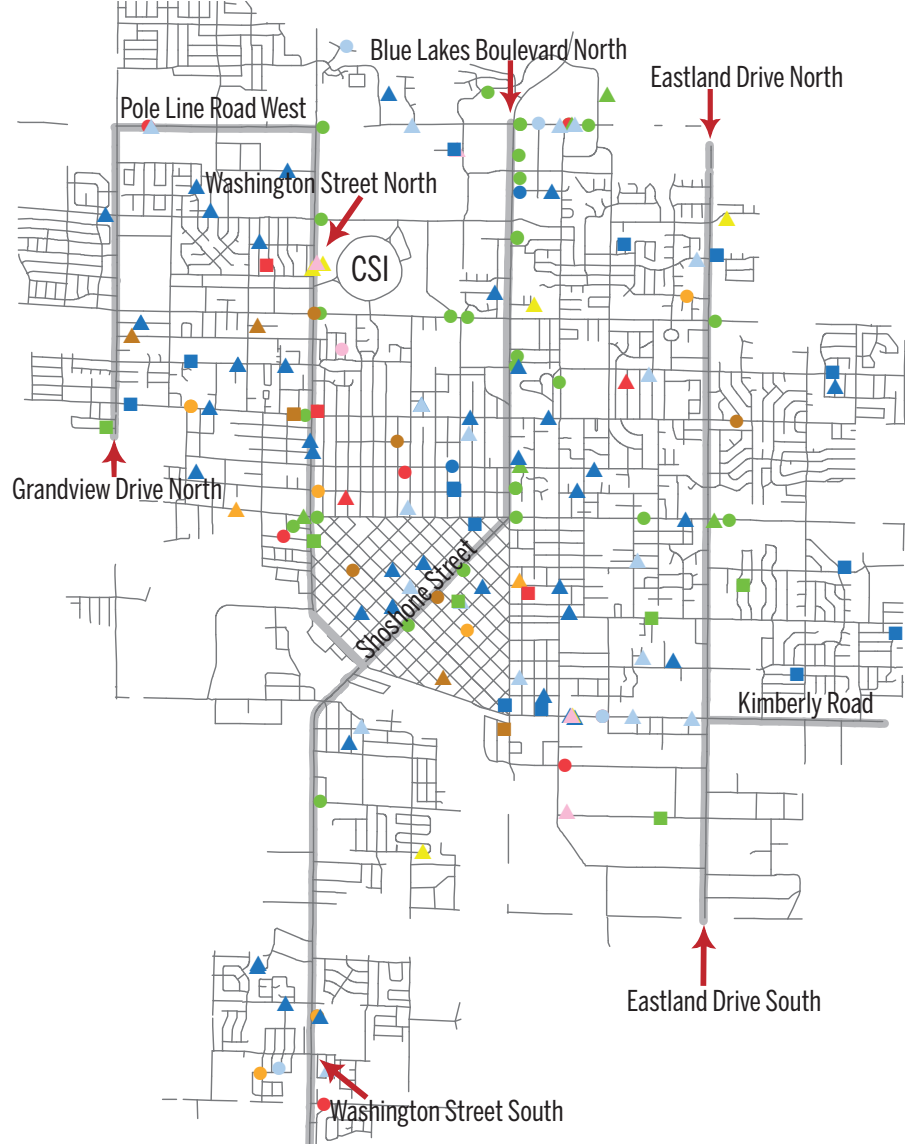 Blue Lakes Boulevard North
Eastland Drive North
Pole Line Road West
Washington Street North
CSI
Grandview Drive North
Shoshone Street
Kimberly Road
Eastland Drive South
Washington Street South